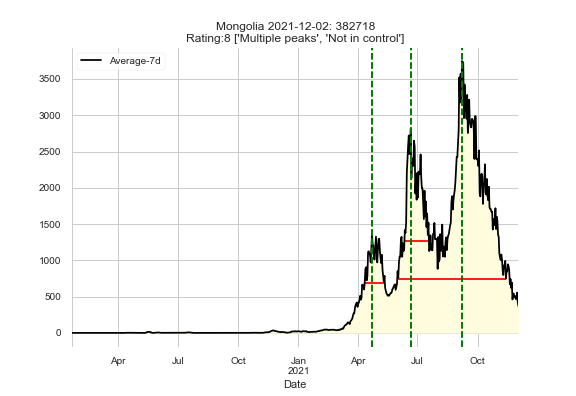 Mongolia 2021-12-02: 382718
Rating:8 ['Multiple peaks', 'Not in control']
Average-7d
3500
3000
2500
2000
1500
1000
500
0
Apr Jul Oct Jan Apr Jul Oct
2021
Date